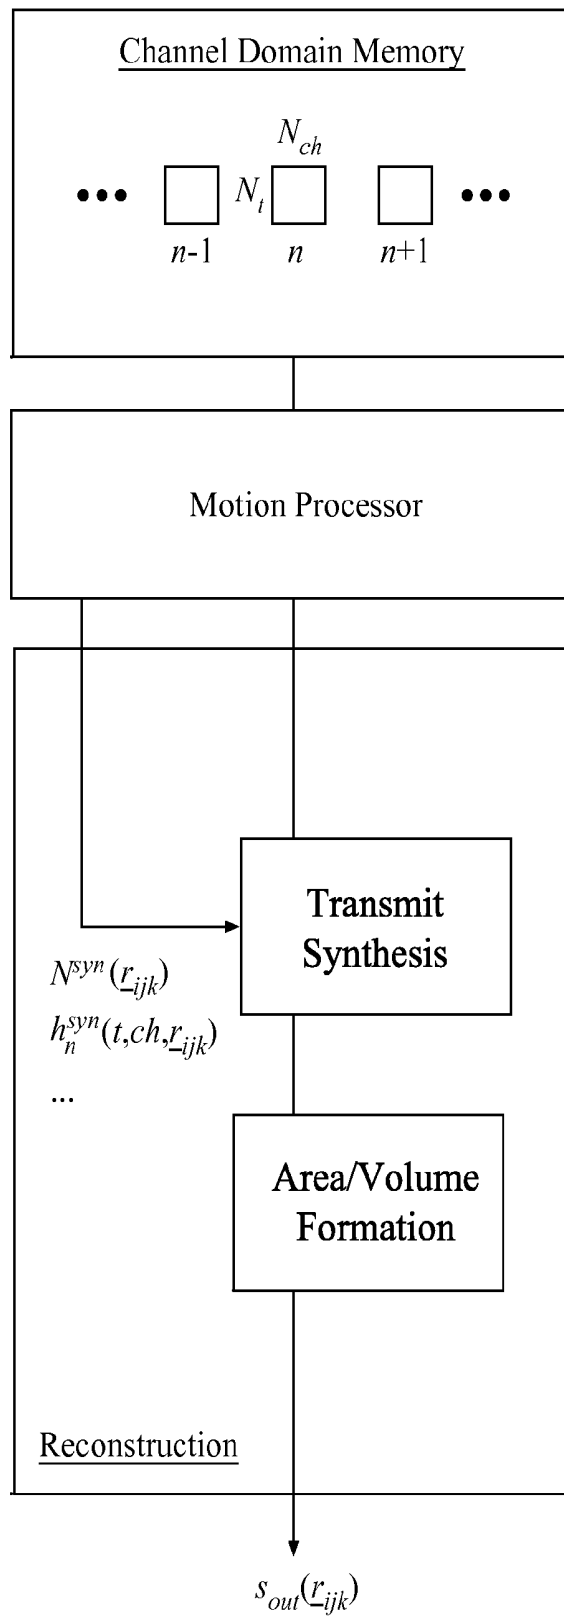 Channel Domain Memory
N_ch
••• N_t •••
n-1 n n+1
Motion Processor
Transmit
Synthesis
N^syn(r_ijk)
h_n^syn(t,ch,r_ijk)
...
Area/Volume
Formation
Reconstruction
s_out(r_ijk)